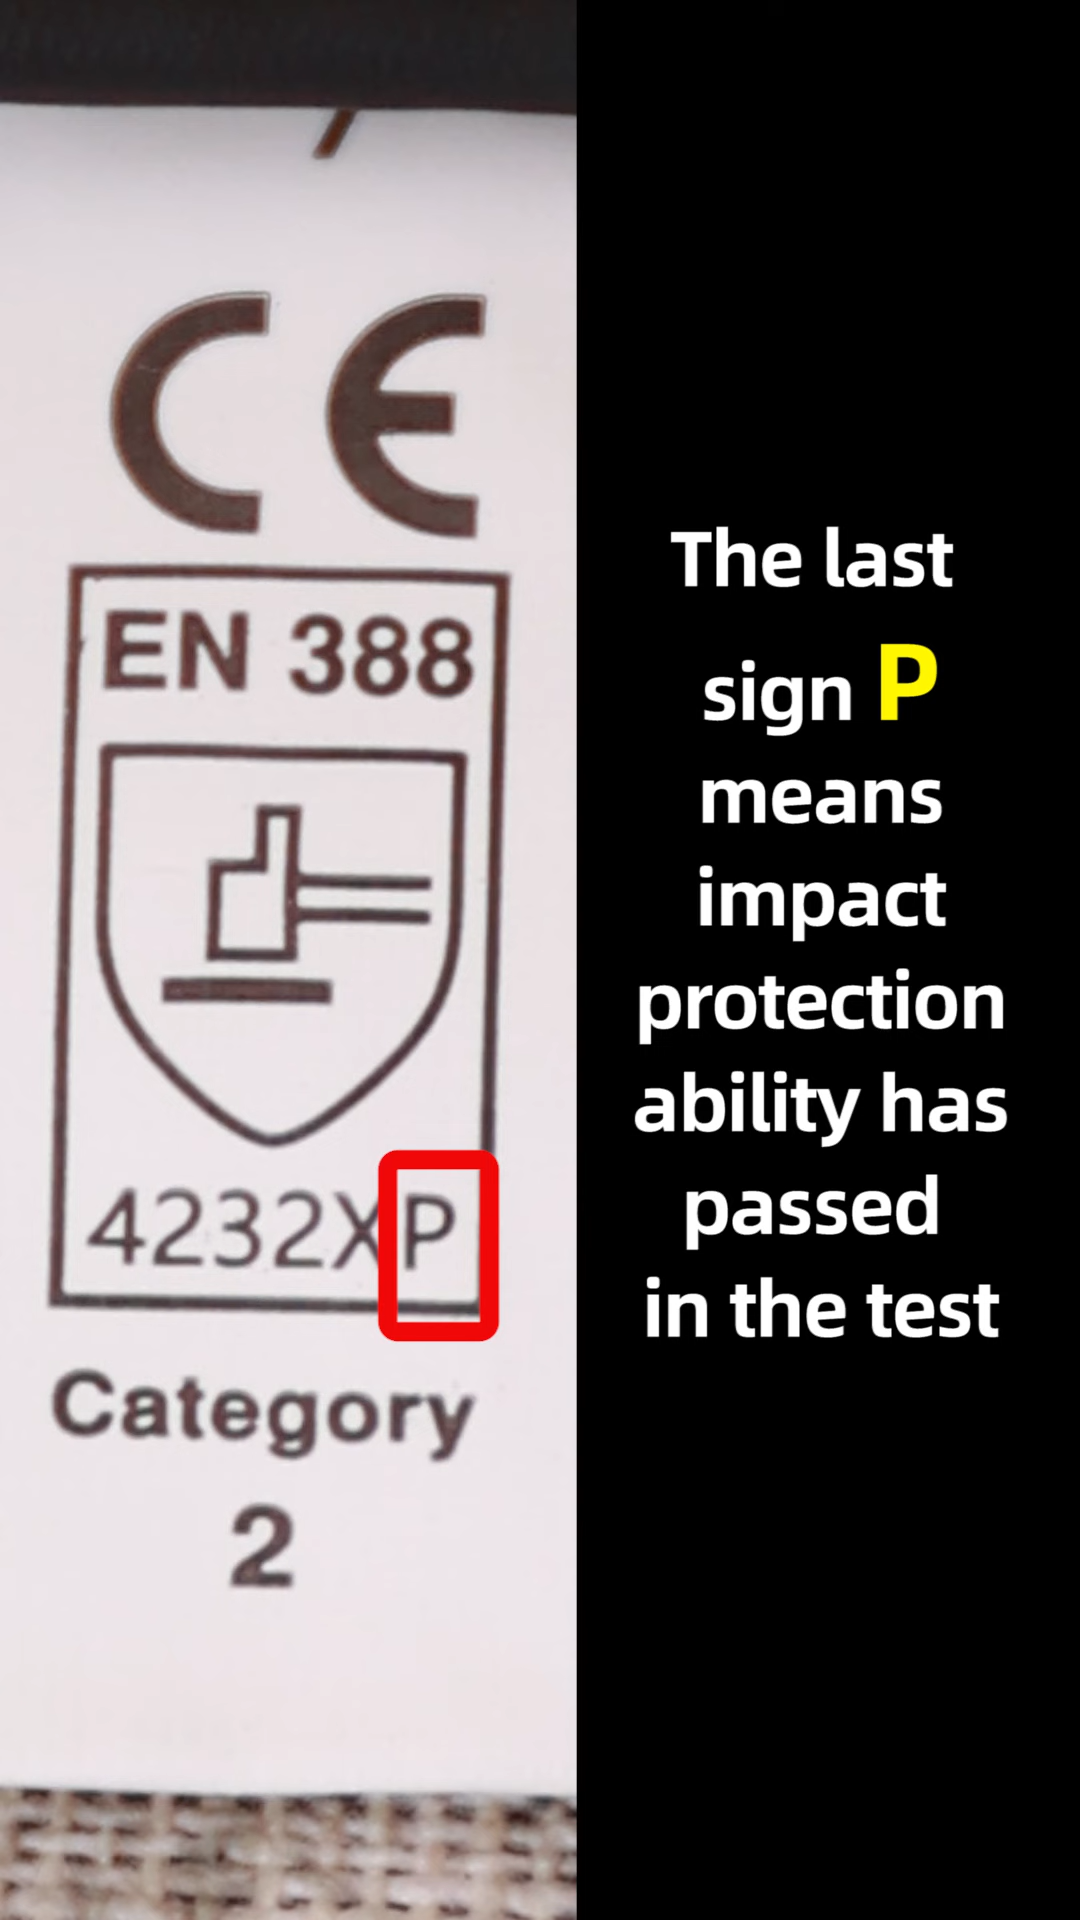 CE
EN 388
4232XP
Category
2
The last
sign P
means
impact
protection
ability has
passed
in the test